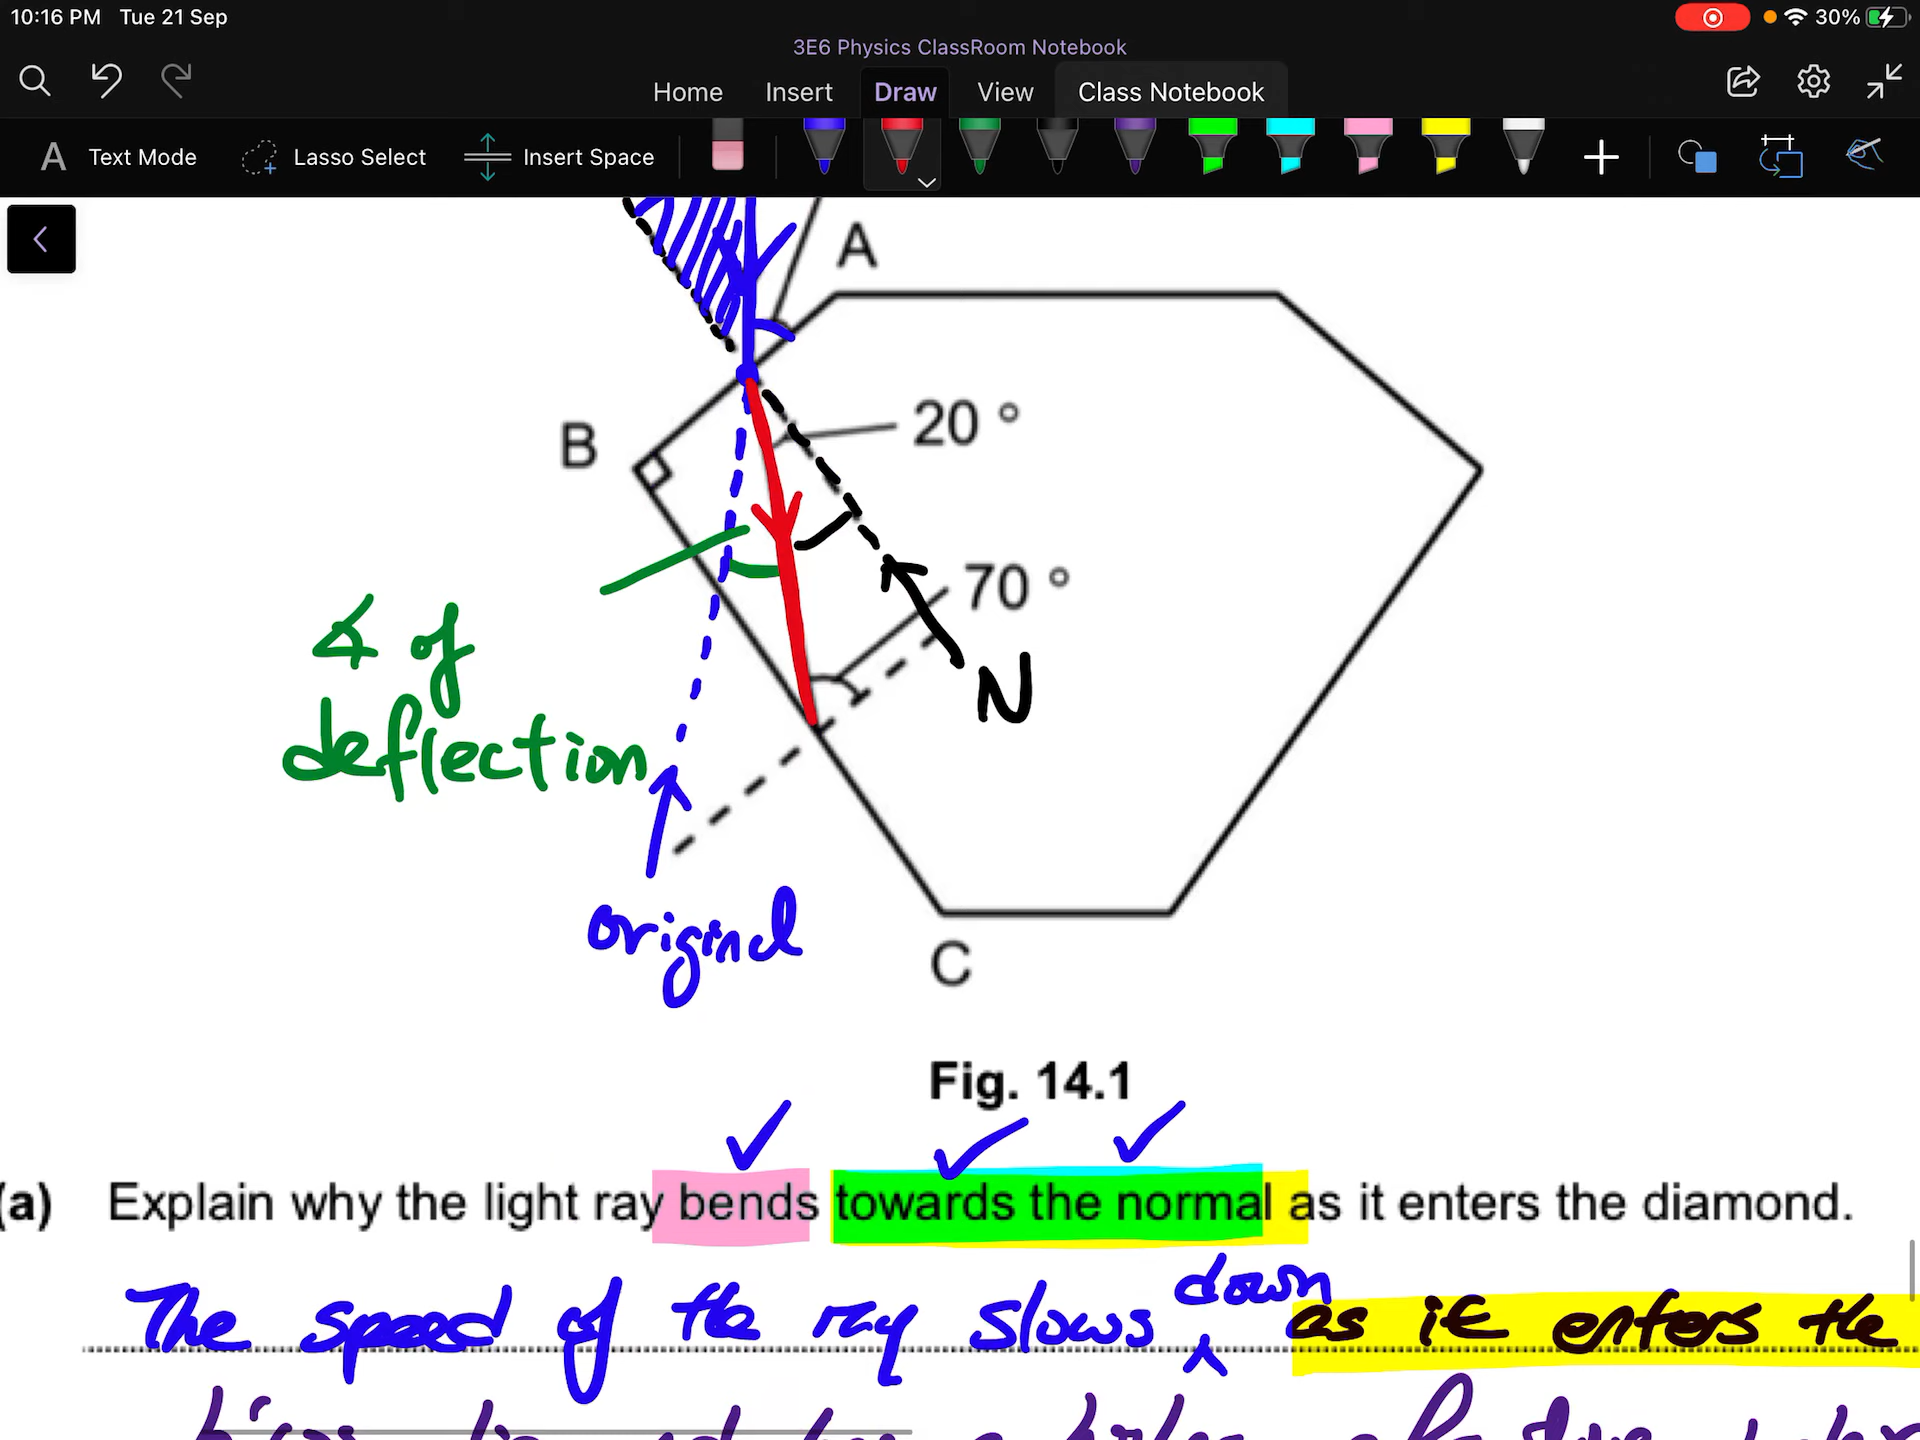 10:16 PM Tue 21 Sep
30%
3E6 Physics ClassRoom Notebook
Home Insert Draw View Class Notebook
A Text Mode Lasso Select Insert Space
A
20 °
B
70 °
N
∡ of
deflection
original
C
Fig. 14.1
(a) Explain why the light ray bends towards the normal as it enters the diamond.
The speed of the ray slows down as it enters the